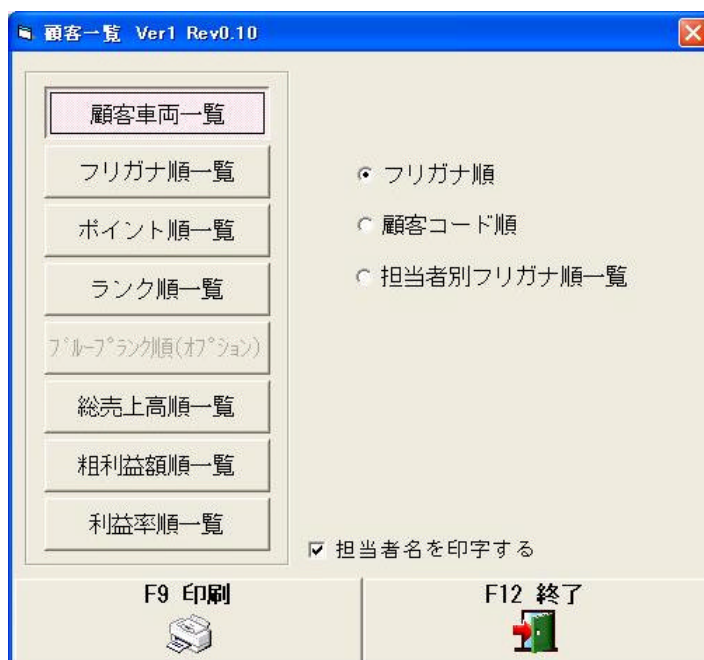 顧客一覧 Ver1 Rev0.10
顧客車両一覧
フリガナ順一覧
ポイント順一覧
ランク順一覧
ｸﾞﾙｰﾌﾟﾗﾝｸ順(ｵﾌﾟｼｮﾝ)
総売上高順一覧
粗利益額順一覧
利益率順一覧
フリガナ順
顧客コード順
担当者別フリガナ順一覧
担当者名を印字する
F9 印刷
F12 終了